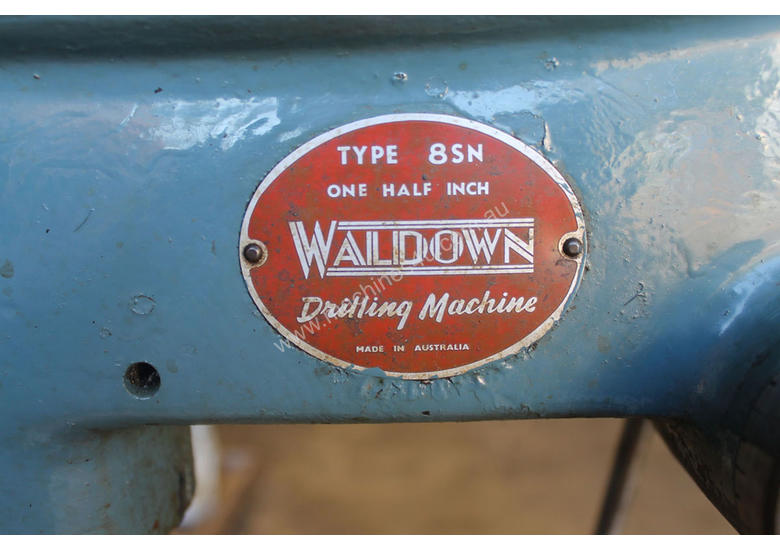 TYPE 8SN
ONE HALF INCH
WALDOWN
Drilling Machine
MADE IN AUSTRALIA